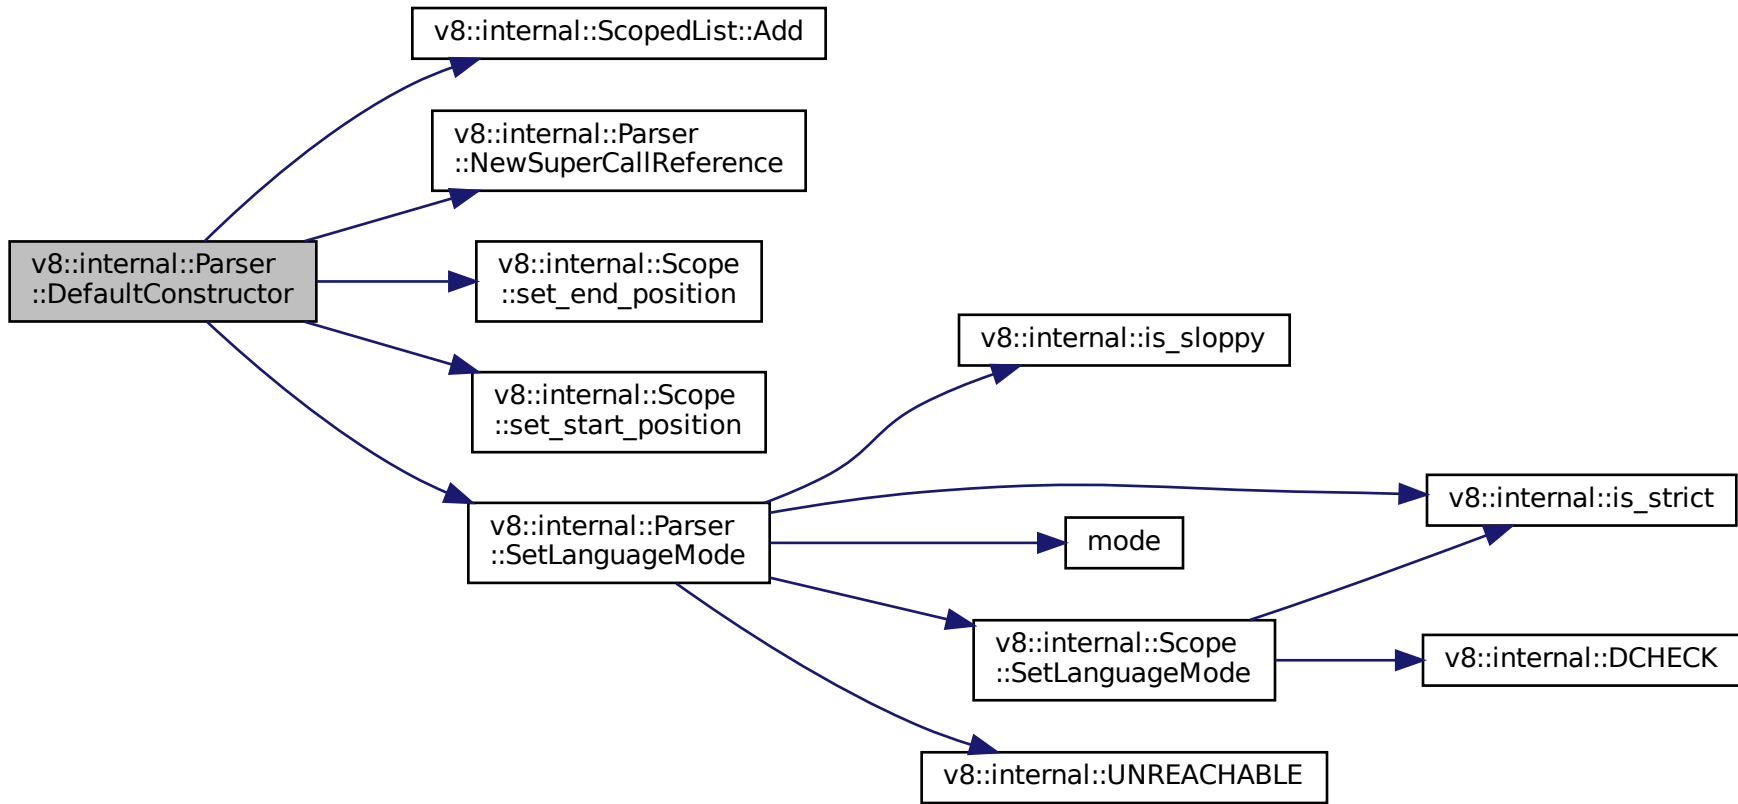 v8::internal::ScopedList::Add
v8::internal::Parser
::NewSuperCallReference
v8::internal::Parser
::DefaultConstructor
v8::internal::Scope
::set_end_position
v8::internal::is_sloppy
v8::internal::Scope
::set_start_position
v8::internal::is_strict
v8::internal::Parser
::SetLanguageMode
mode
v8::internal::Scope
::SetLanguageMode
v8::internal::DCHECK
v8::internal::UNREACHABLE